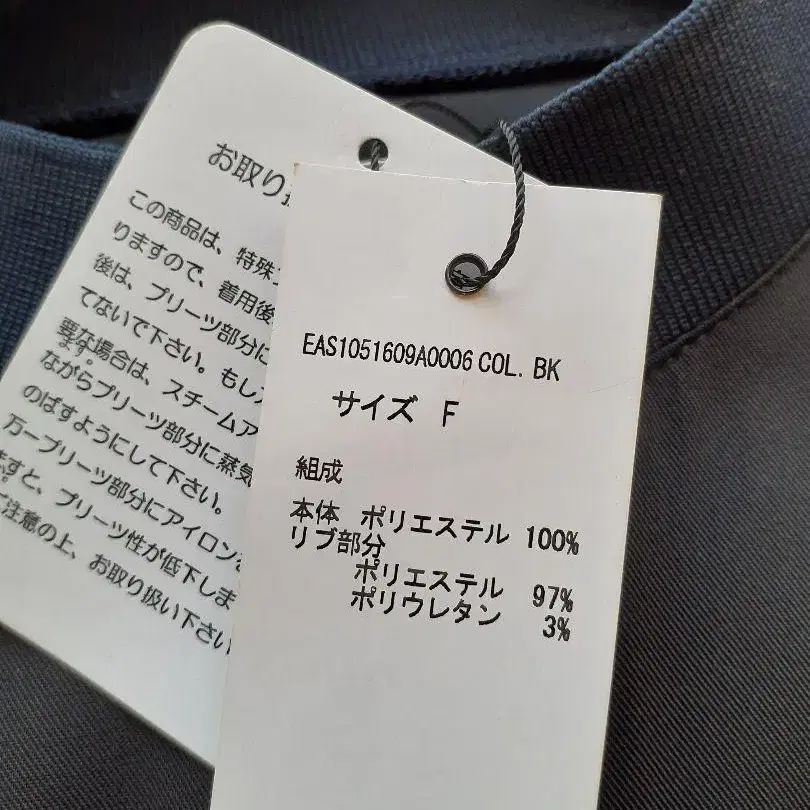 お取り
この商品は、特殊
りますので、着用後
後は、プリーツ部分に
てないで下さい。もし
要な場合は、スチームア
ます。
ながらプリーツ部分に蒸気
のばすようにして下さい。
万一プリーツ部分にアイロン
ますと、プリーツ性が低下しま
ご注意の上、お取り扱い下さい
EAS1051609A0006 COL. BK
サイズ F
組成
本体 ポリエステル 100%
リブ部分
ポリエステル 97%
ポリウレタン 3%